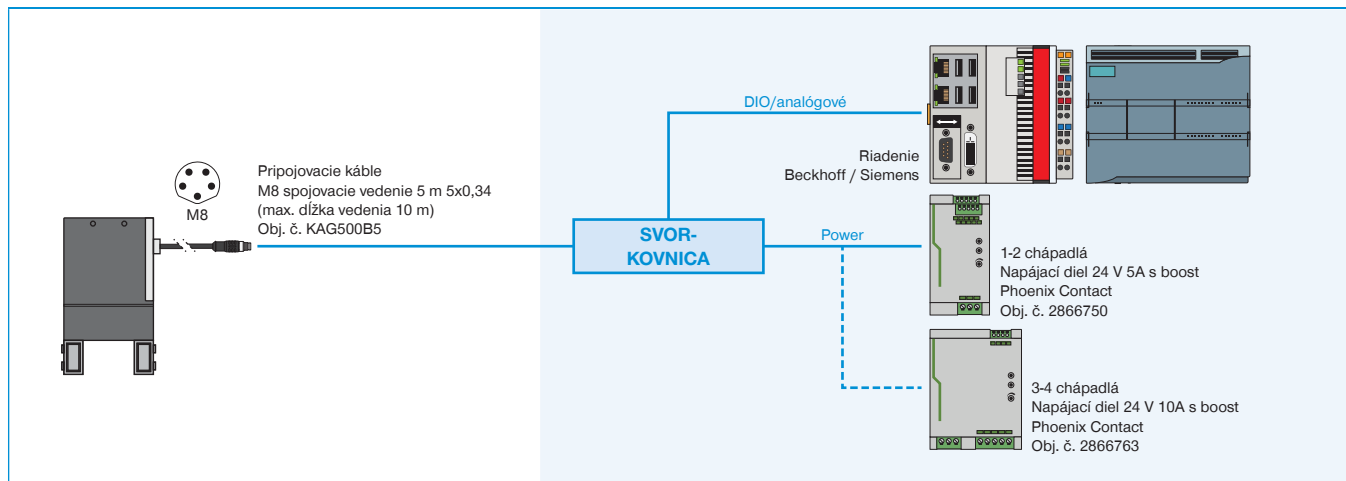 M8
Pripojovacie káble
M8 spojovacie vedenie 5 m 5x0,34
(max. dĺžka vedenia 10 m)
Obj. č. KAG500B5
SVOR-
KOVNICA
DIO/analógové
Riadenie
Beckhoff / Siemens
Power
1-2 chápadlá
Napájací diel 24 V 5A s boost
Phoenix Contact
Obj. č. 2866750
3-4 chápadlá
Napájací diel 24 V 10A s boost
Phoenix Contact
Obj. č. 2866763